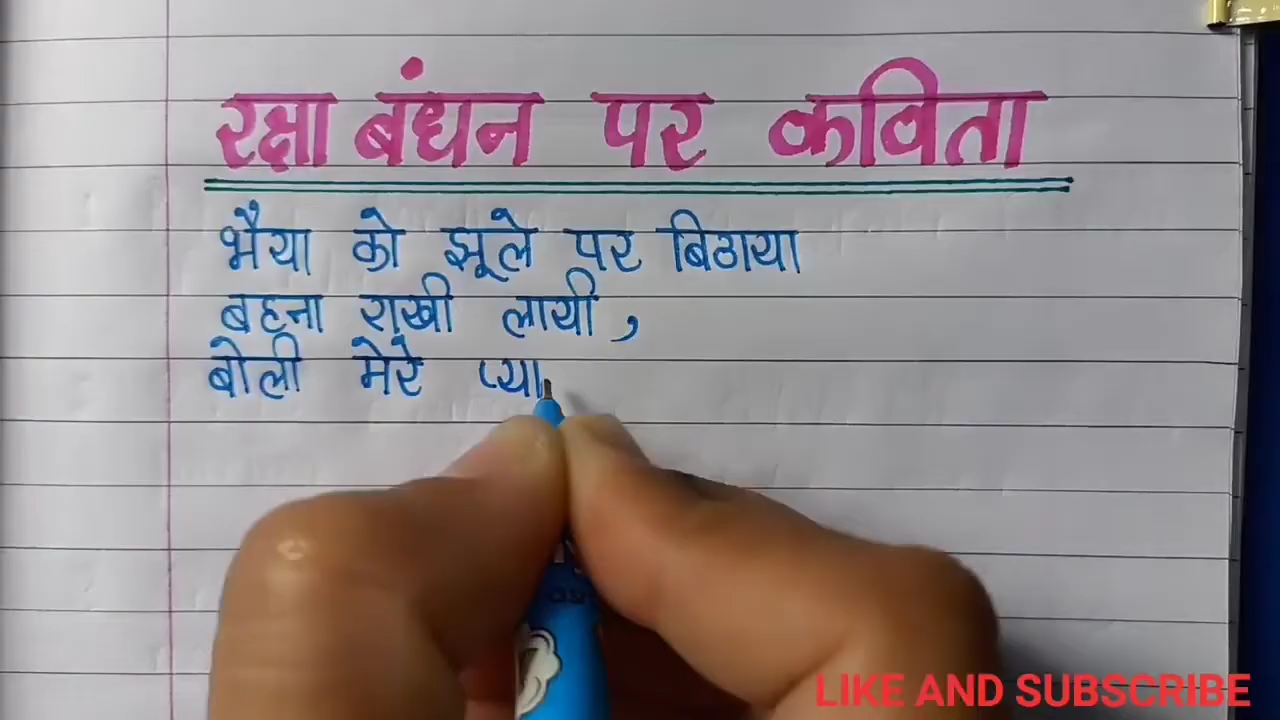 रक्षा बंधन पर कविता
भैया को झूले पर बिठाया
बहना राखी लायी,
बोली मेरे प्या
LIKE AND SUBSCRIBE